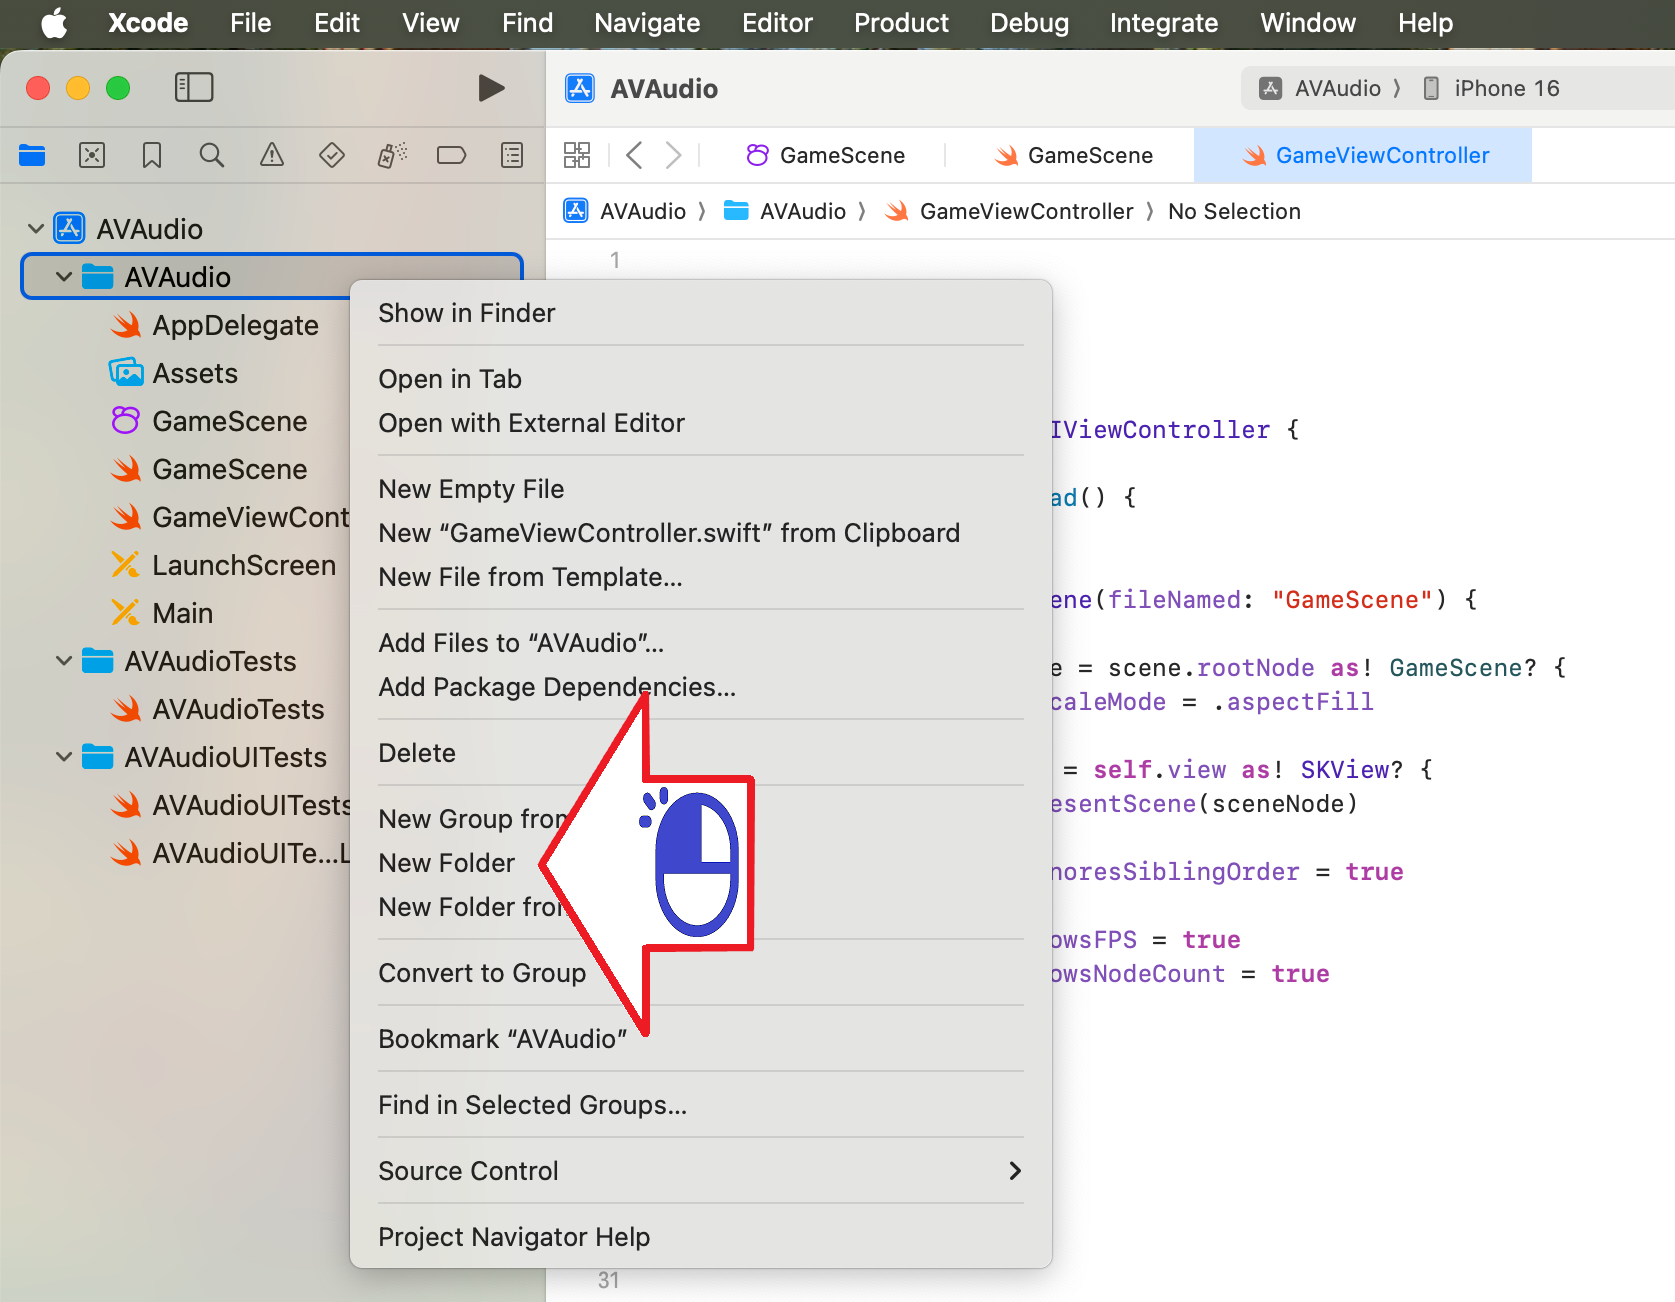 Xcode File Edit View Find Navigate Editor Product Debug Integrate Window Help
AVAudio
AVAudio iPhone 16
GameScene GameScene GameViewController
AVAudio AVAudio GameViewController No Selection
AVAudio
AVAudio
AppDelegate
Assets
GameScene
GameScene
GameViewCont
LaunchScreen
Main
AVAudioTests
AVAudioTests
AVAudioUITests
AVAudioUITests
AVAudioUITe...L
Show in Finder
Open in Tab
Open with External Editor
New Empty File
New “GameViewController.swift” from Clipboard
New File from Template...
Add Files to “AVAudio”...
Add Package Dependencies...
Delete
New Group from
New Folder
New Folder from
Convert to Group
Bookmark “AVAudio”
Find in Selected Groups...
Source Control
Project Navigator Help
1
IViewController {
ad() {
ene(fileNamed: "GameScene") {
e = scene.rootNode as! GameScene? {
caleMode = .aspectFill
= self.view as! SKView? {
esentScene(sceneNode)
noresSiblingOrder = true
owsFPS = true
owsNodeCount = true
31